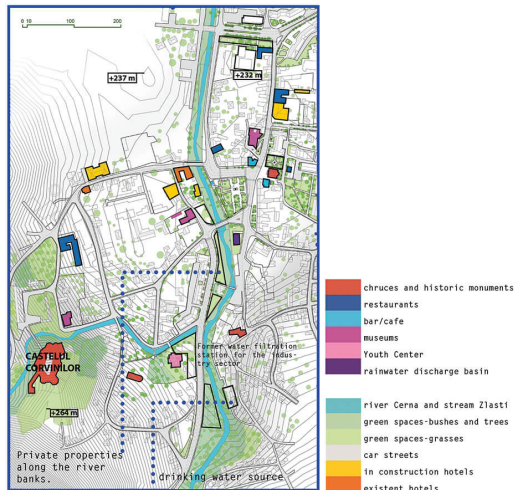 0 10 100 200
+237 m
+232 m
Former water filtration
station for the indus-
try sector
CASTELUL
CORVINILOR
+264 m
Private properties
along the river
banks.
drinking water source
chruces and historic monuments
restaurants
bar/cafe
museums
Youth Center
rainwater discharge basin
river Cerna and stream Zlasti
green spaces-bushes and trees
green spaces-grasses
car streets
in construction hotels
existent hotels